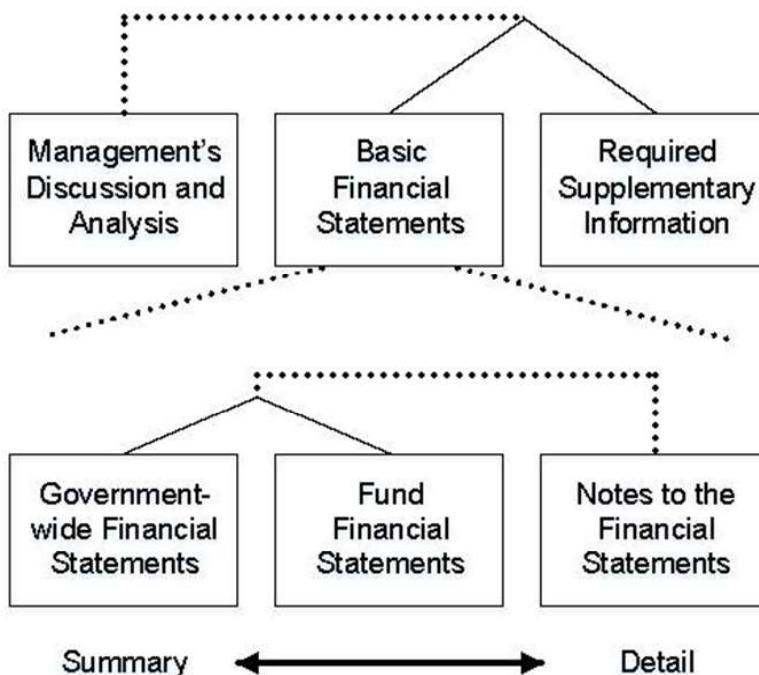 Management's
Discussion and
Analysis
Basic
Financial
Statements
Required
Supplementary
Information
Government-
wide Financial
Statements
Fund
Financial
Statements
Notes to the
Financial
Statements
Summary
Detail